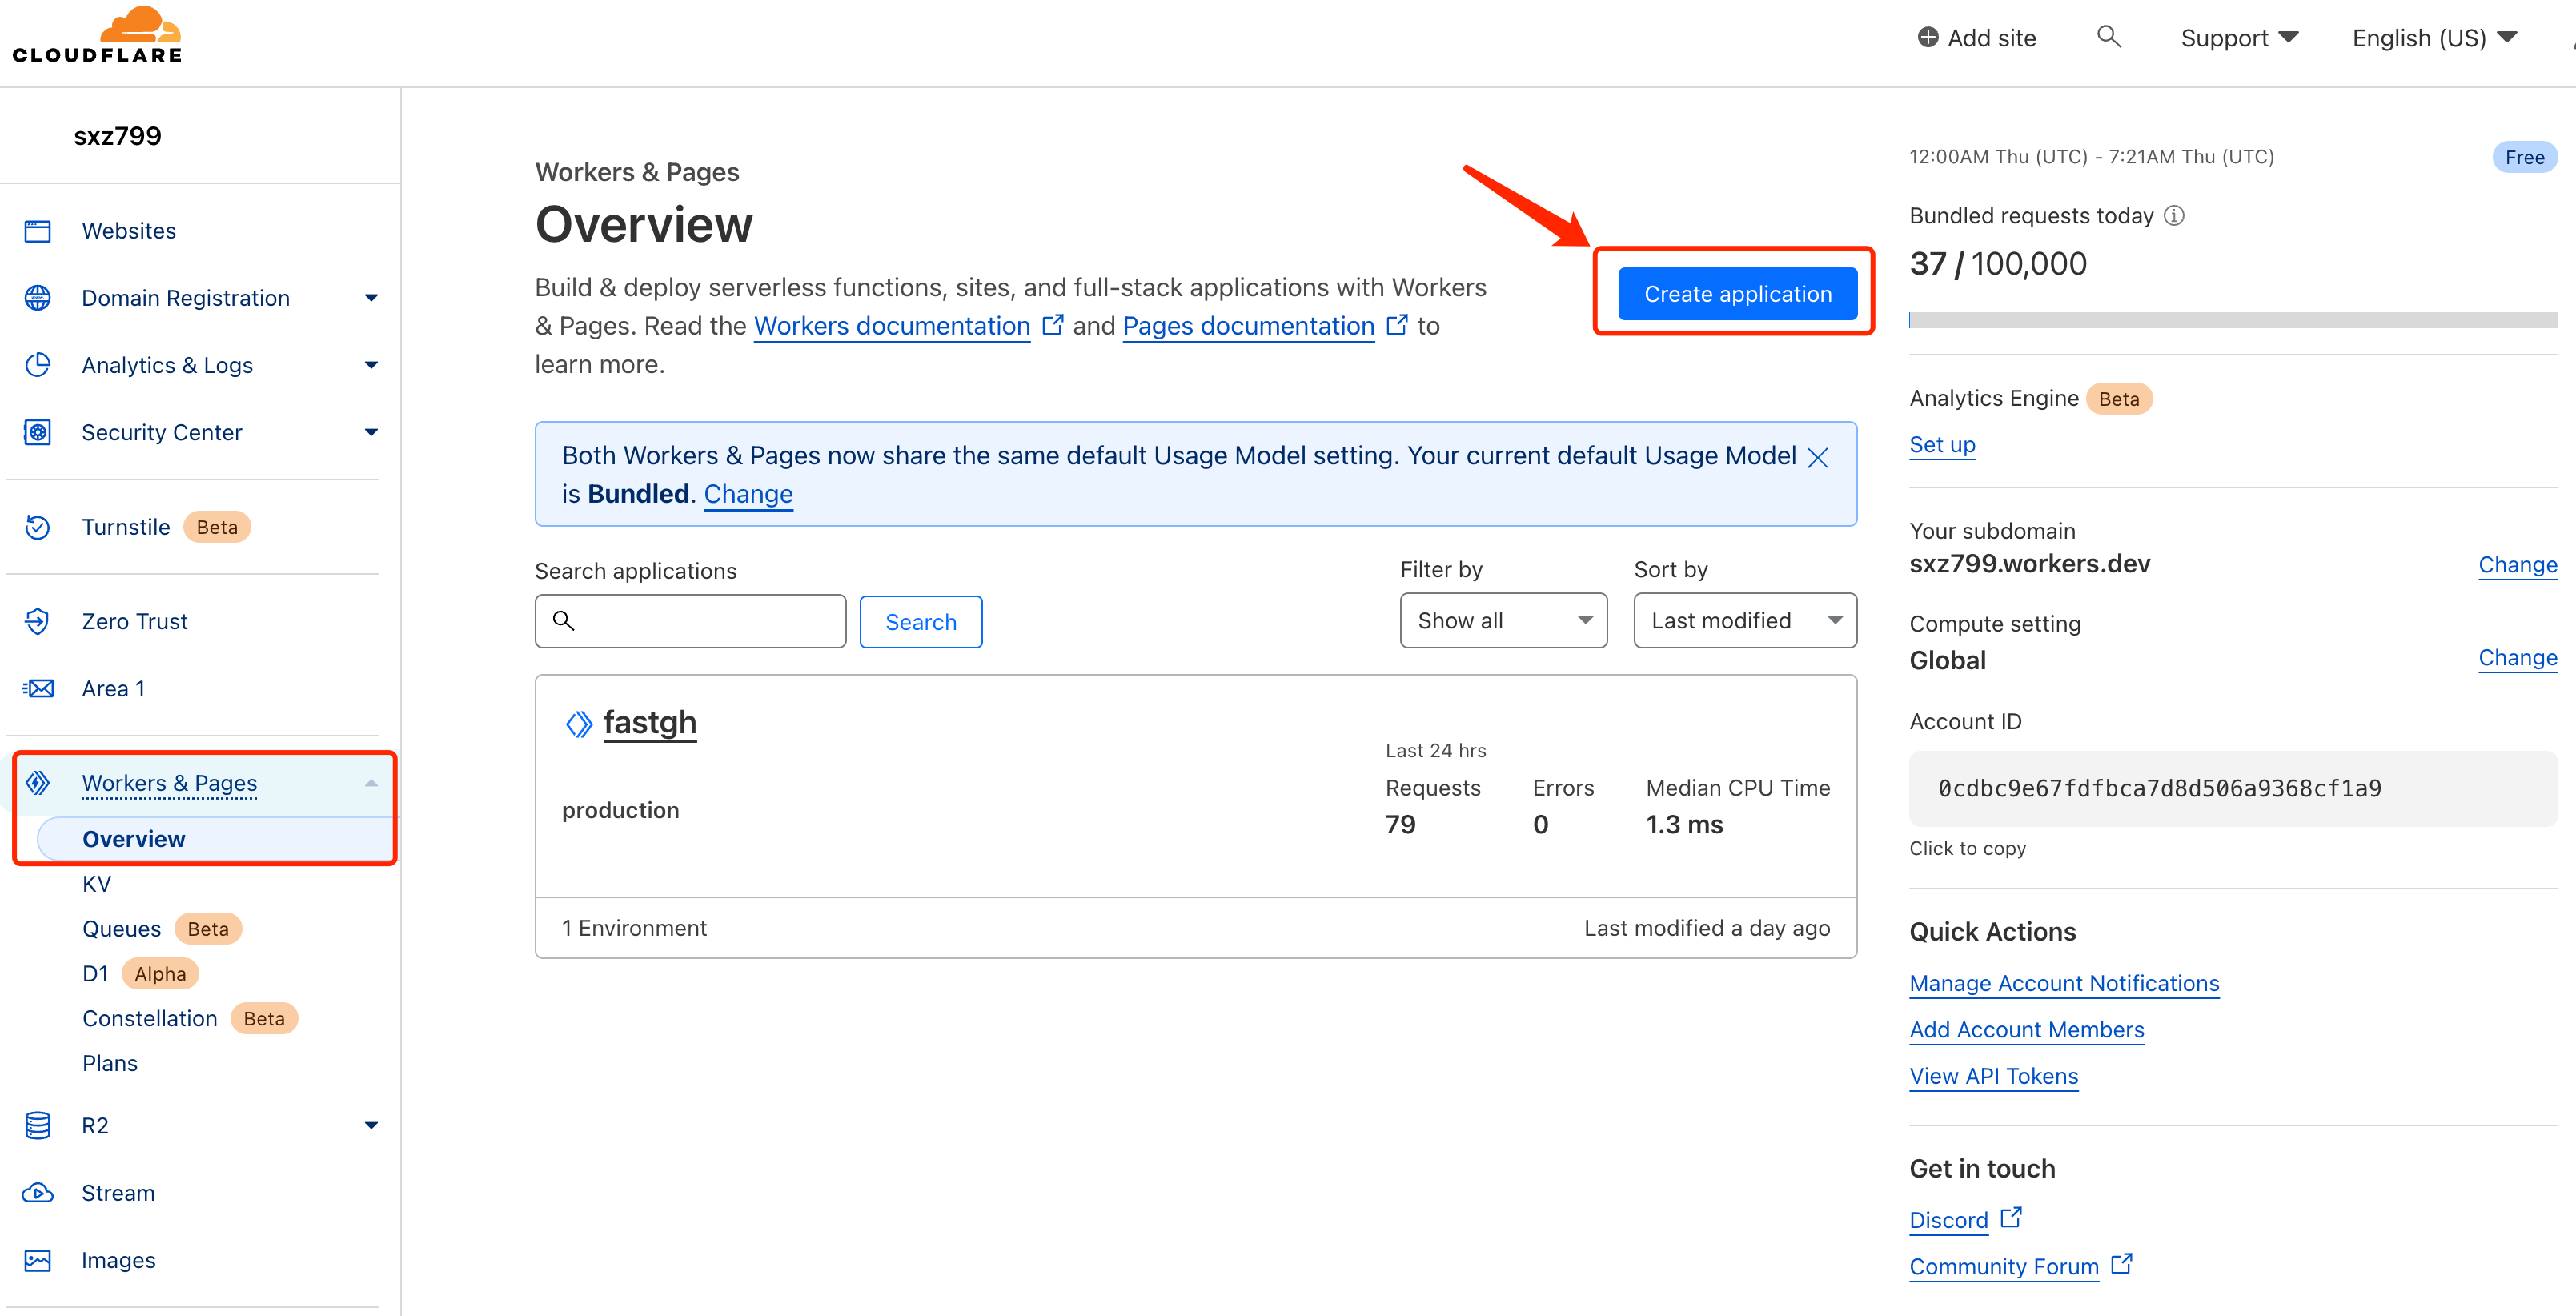 CLOUDFLARE
Add site
Support
English (US)
sxz799
Websites
Domain Registration
Analytics & Logs
Security Center
Turnstile Beta
Zero Trust
Area 1
Workers & Pages
Overview
KV
Queues Beta
D1 Alpha
Constellation Beta
Plans
R2
Stream
Images
Workers & Pages
Overview
Build & deploy serverless functions, sites, and full-stack applications with Workers
& Pages. Read the Workers documentation and Pages documentation to
learn more.
Create application
Both Workers & Pages now share the same default Usage Model setting. Your current default Usage Model
is Bundled. Change
Search applications
Search
Filter by
Show all
Sort by
Last modified
fastgh
production
Last 24 hrs
Requests Errors Median CPU Time
79 0 1.3 ms
1 Environment
Last modified a day ago
12:00AM Thu (UTC) - 7:21AM Thu (UTC)
Free
Bundled requests today
37 / 100,000
Analytics Engine Beta
Set up
Your subdomain
sxz799.workers.dev
Change
Compute setting
Global
Change
Account ID
0cdbc9e67fdfbca7d8d506a9368cf1a9
Click to copy
Quick Actions
Manage Account Notifications
Add Account Members
View API Tokens
Get in touch
Discord
Community Forum